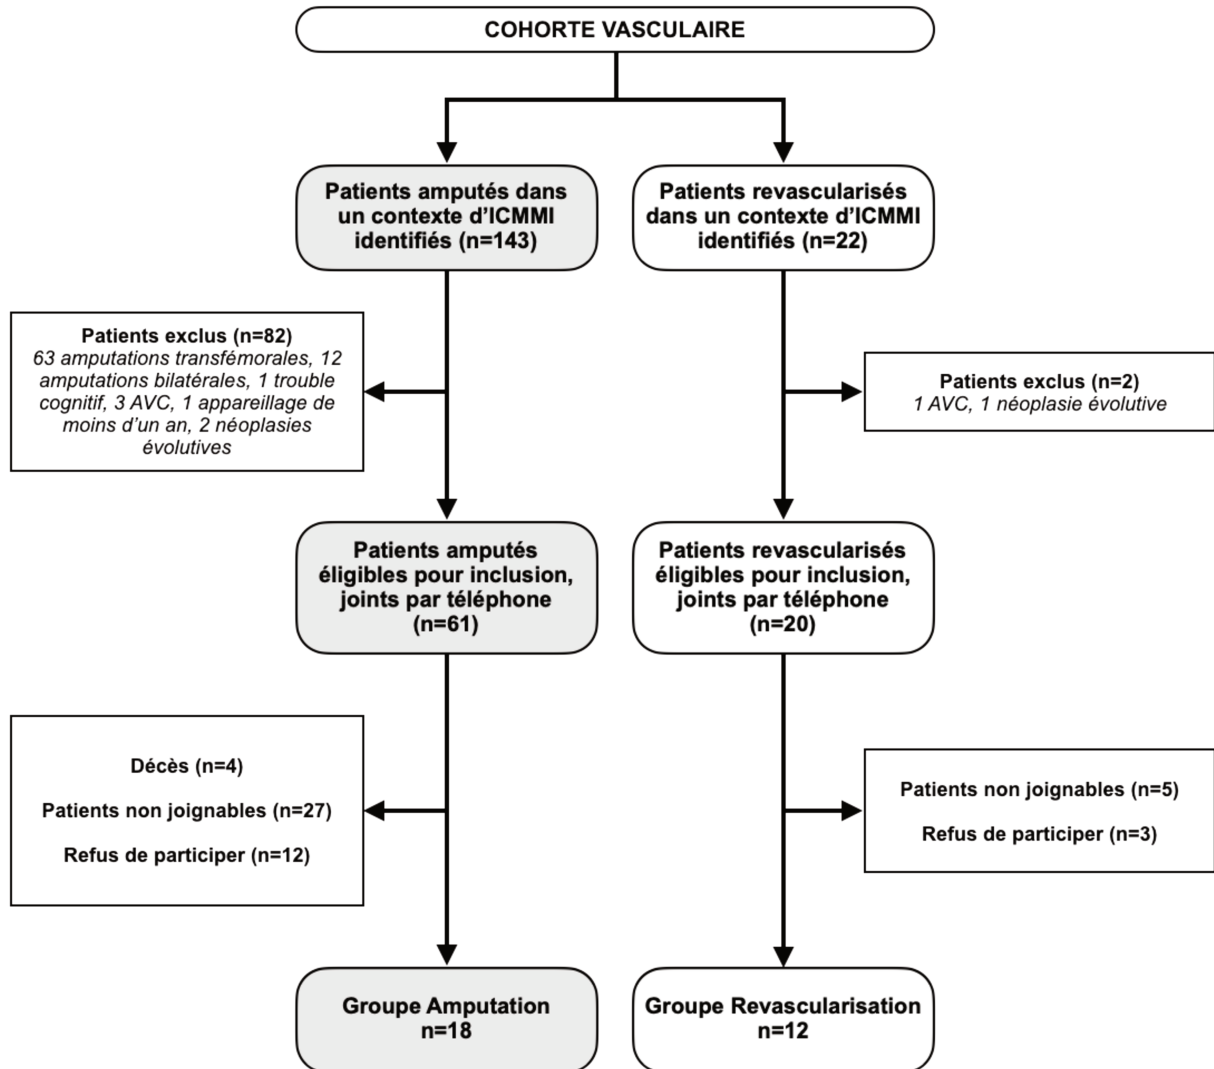 COHORTE VASCULAIRE
Patients amputés dans
un contexte d'ICMMI
identifiés (n=143)
Patients revascularisés
dans un contexte d'ICMMI
identifiés (n=22)
Patients exclus (n=82)
63 amputations transfémorales, 12
amputations bilatérales, 1 trouble
cognitif, 3 AVC, 1 appareillage de
moins d'un an, 2 néoplasies
évolutives
Patients exclus (n=2)
1 AVC, 1 néoplasie évolutive
Patients amputés
éligibles pour inclusion,
joints par téléphone
(n=61)
Patients revascularisés
éligibles pour inclusion,
joints par téléphone
(n=20)
Décès (n=4)
Patients non joignables (n=27)
Refus de participer (n=12)
Patients non joignables (n=5)
Refus de participer (n=3)
Groupe Amputation
n=18
Groupe Revascularisation
n=12